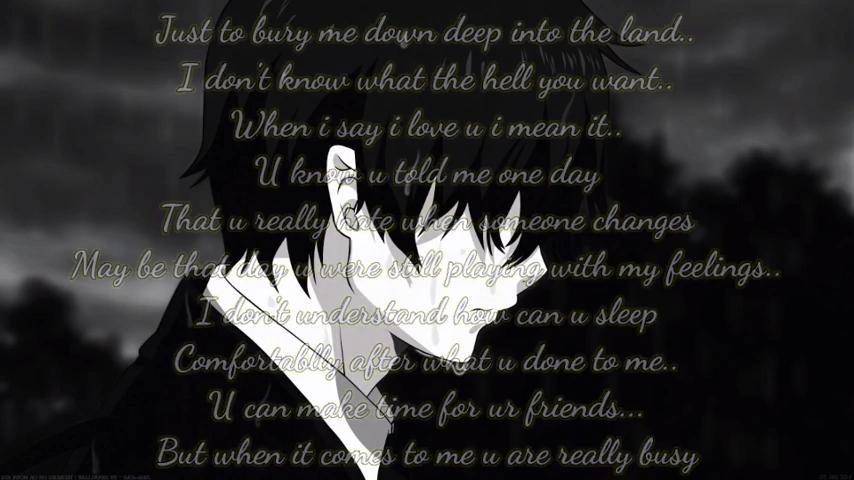 Just to bury me down deep into the land..
I don't know what the hell you want..
When i say i love u i mean it..
U know u told me one day
That u really hate when someone changes
May be that day u were still playing with my feelings..
I don't understand how can u sleep
Comfortablly after what u done to me..
U can make time for ur friends...
But when it comes to me u are really busy